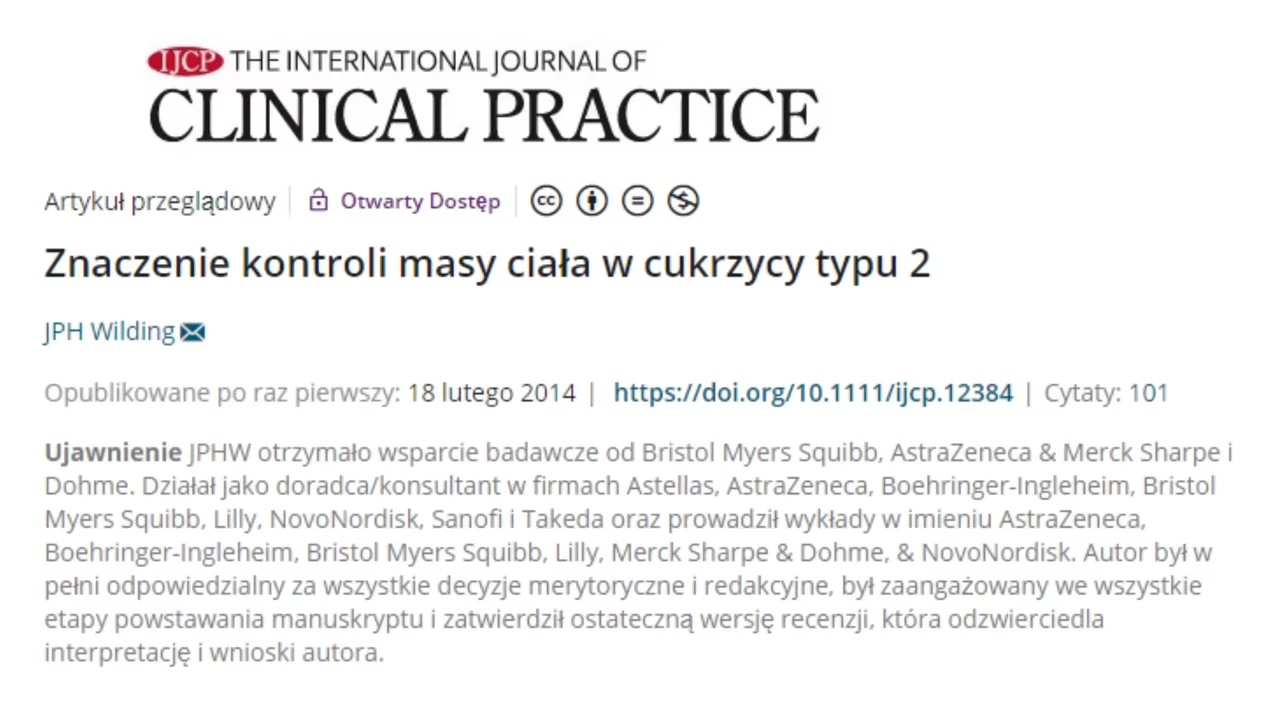 IJCP THE INTERNATIONAL JOURNAL OF
CLINICAL PRACTICE
Artykuł przeglądowy | Otwarty Dostęp | cc
Znaczenie kontroli masy ciała w cukrzycy typu 2
JPH Wilding
Opublikowane po raz pierwszy: 18 lutego 2014 | https://doi.org/10.1111/ijcp.12384 | Cytaty: 101
Ujawnienie JPHW otrzymało wsparcie badawcze od Bristol Myers Squibb, AstraZeneca & Merck Sharpe i
Dohme. Działał jako doradca/konsultant w firmach Astellas, AstraZeneca, Boehringer-Ingleheim, Bristol
Myers Squibb, Lilly, NovoNordisk, Sanofi i Takeda oraz prowadził wykłady w imieniu AstraZeneca,
Boehringer-Ingleheim, Bristol Myers Squibb, Lilly, Merck Sharpe & Dohme, & NovoNordisk. Autor był w
pełni odpowiedzialny za wszystkie decyzje merytoryczne i redakcyjne, był zaangażowany we wszystkie
etapy powstawania manuskryptu i zatwierdził ostateczną wersję recenzji, która odzwierciedla
interpretację i wnioski autora.